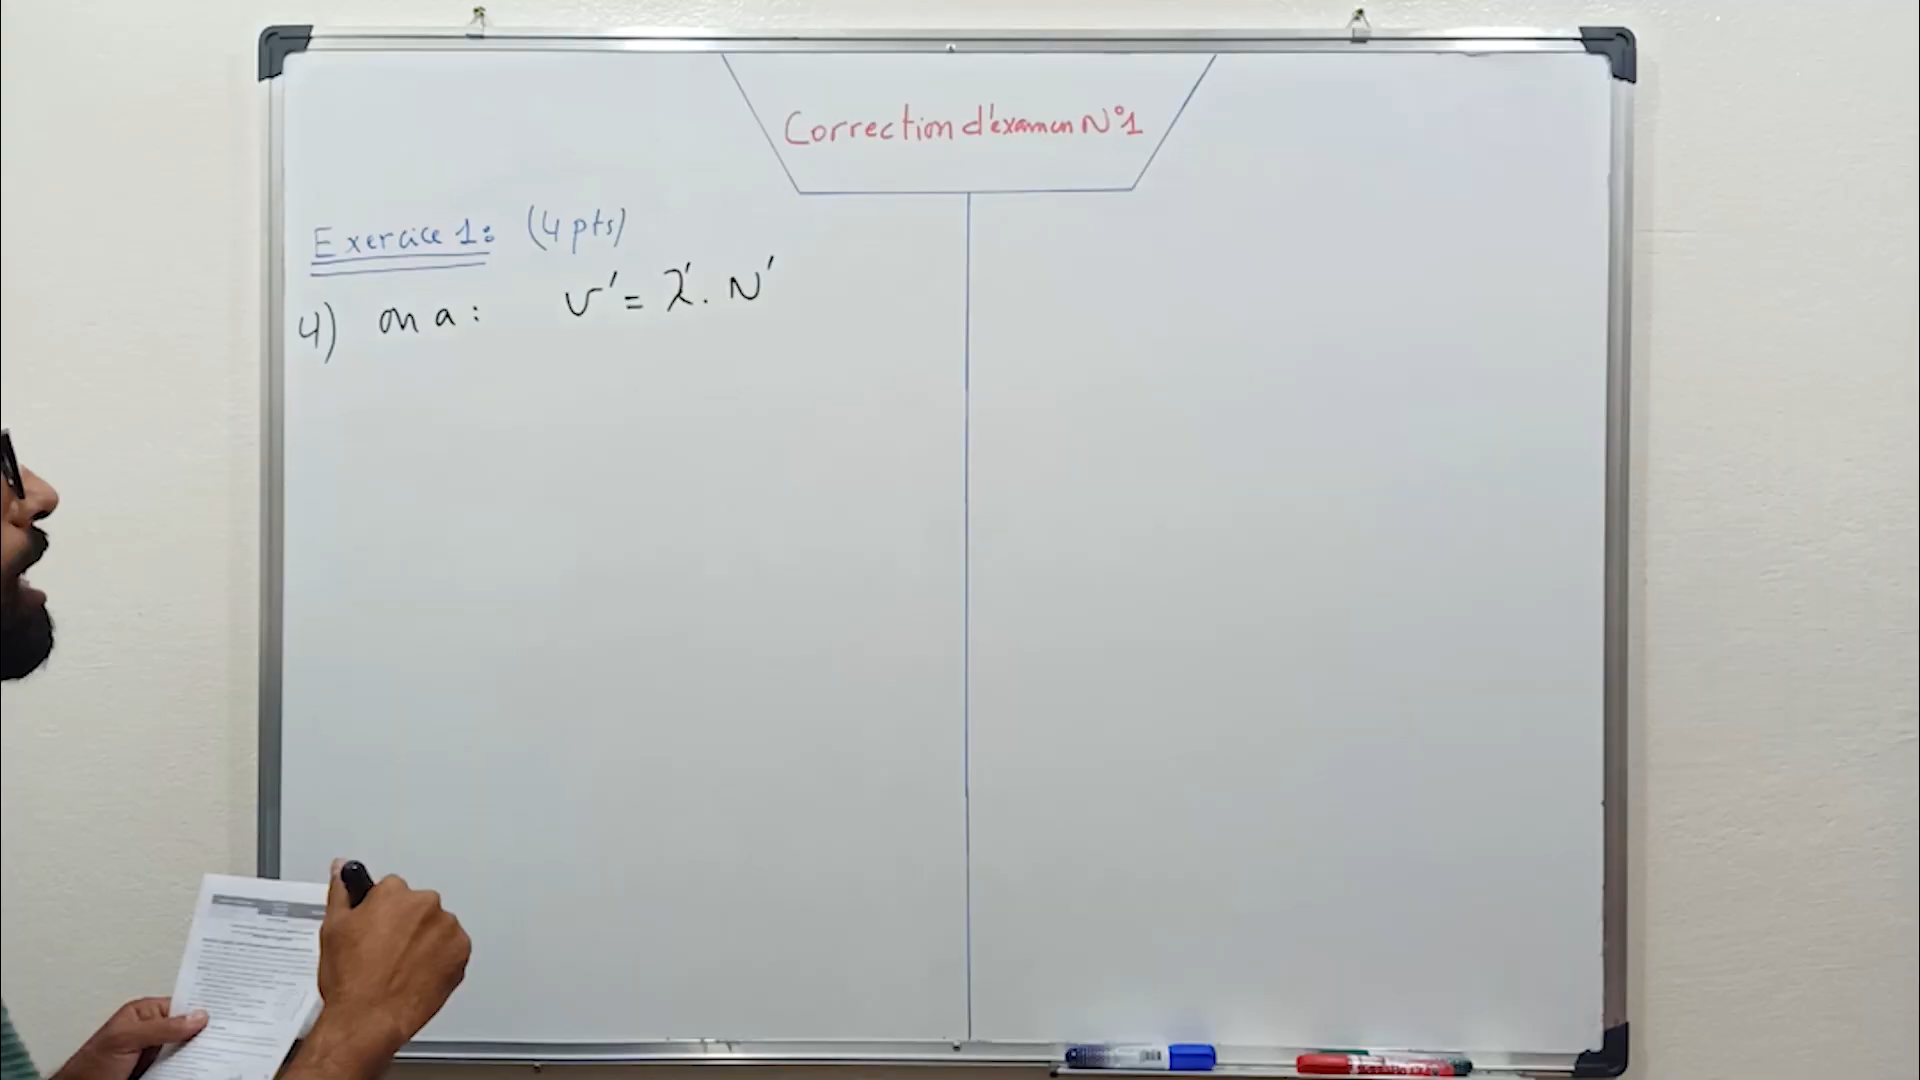 Correction d'examen N°1
Exercice 1: (4 pts)
4) on a: v' = λ'. N'